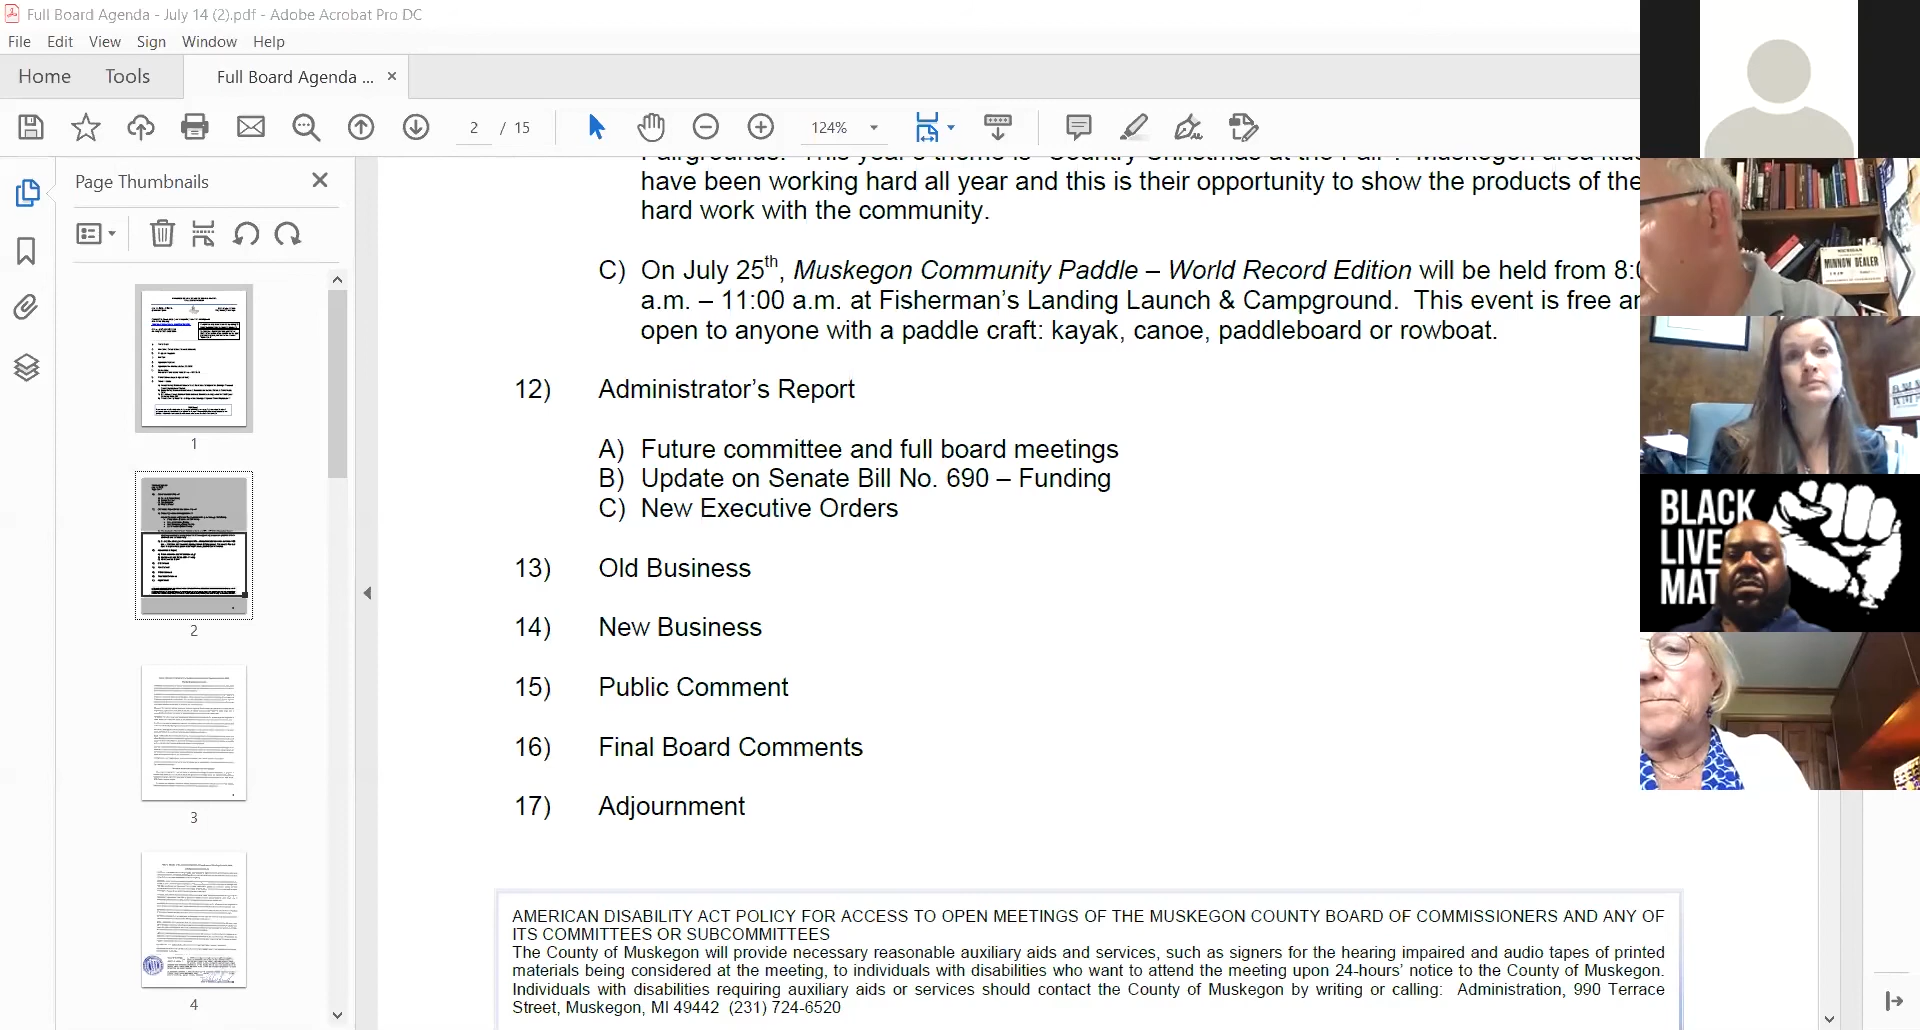 Full Board Agenda - July 14 (2).pdf - Adobe Acrobat Pro DC
File Edit View Sign Window Help
Home Tools Full Board Agenda ... ×
2 / 15 124%
Page Thumbnails
1
2
3
4
have been working hard all year and this is their opportunity to show the products of the
hard work with the community.
C) On July 25th, Muskegon Community Paddle – World Record Edition will be held from
a.m. – 11:00 a.m. at Fisherman's Landing Launch & Campground. This event is free
open to anyone with a paddle craft: kayak, canoe, paddleboard or rowboat.
12) Administrator's Report
A) Future committee and full board meetings
B) Update on Senate Bill No. 690 – Funding
C) New Executive Orders
13) Old Business
14) New Business
15) Public Comment
16) Final Board Comments
17) Adjournment
AMERICAN DISABILITY ACT POLICY FOR ACCESS TO OPEN MEETINGS OF THE MUSKEGON COUNTY BOARD OF COMMISSIONERS AND ANY OF
ITS COMMITTEES OR SUBCOMMITTEES
The County of Muskegon will provide necessary reasonable auxiliary aids and services, such as signers for the hearing impaired and audio tapes of printed
materials being considered at the meeting, to individuals with disabilities who want to attend the meeting upon 24-hours' notice to the County of Muskegon.
Individuals with disabilities requiring auxiliary aids or services should contact the County of Muskegon by writing or calling: Administration, 990 Terrace
Street, Muskegon, MI 49442 (231) 724-6520
MICHIGAN
MINNOW DEALER
BLACK
LIVE
MAT